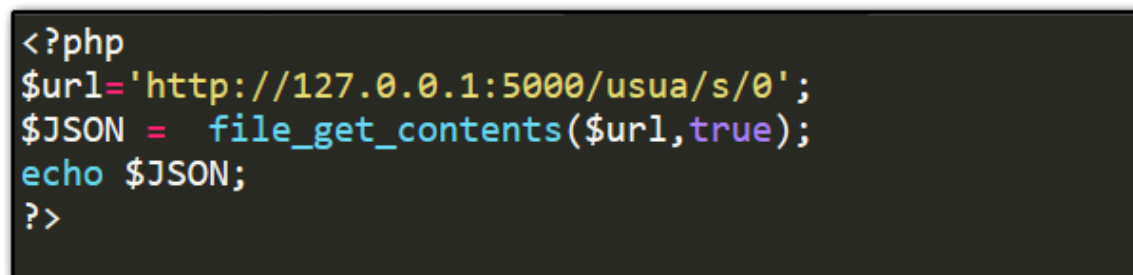 <?php
$url='http://127.0.0.1:5000/usua/s/0';
$JSON =  file_get_contents($url,true);
echo $JSON;
?>